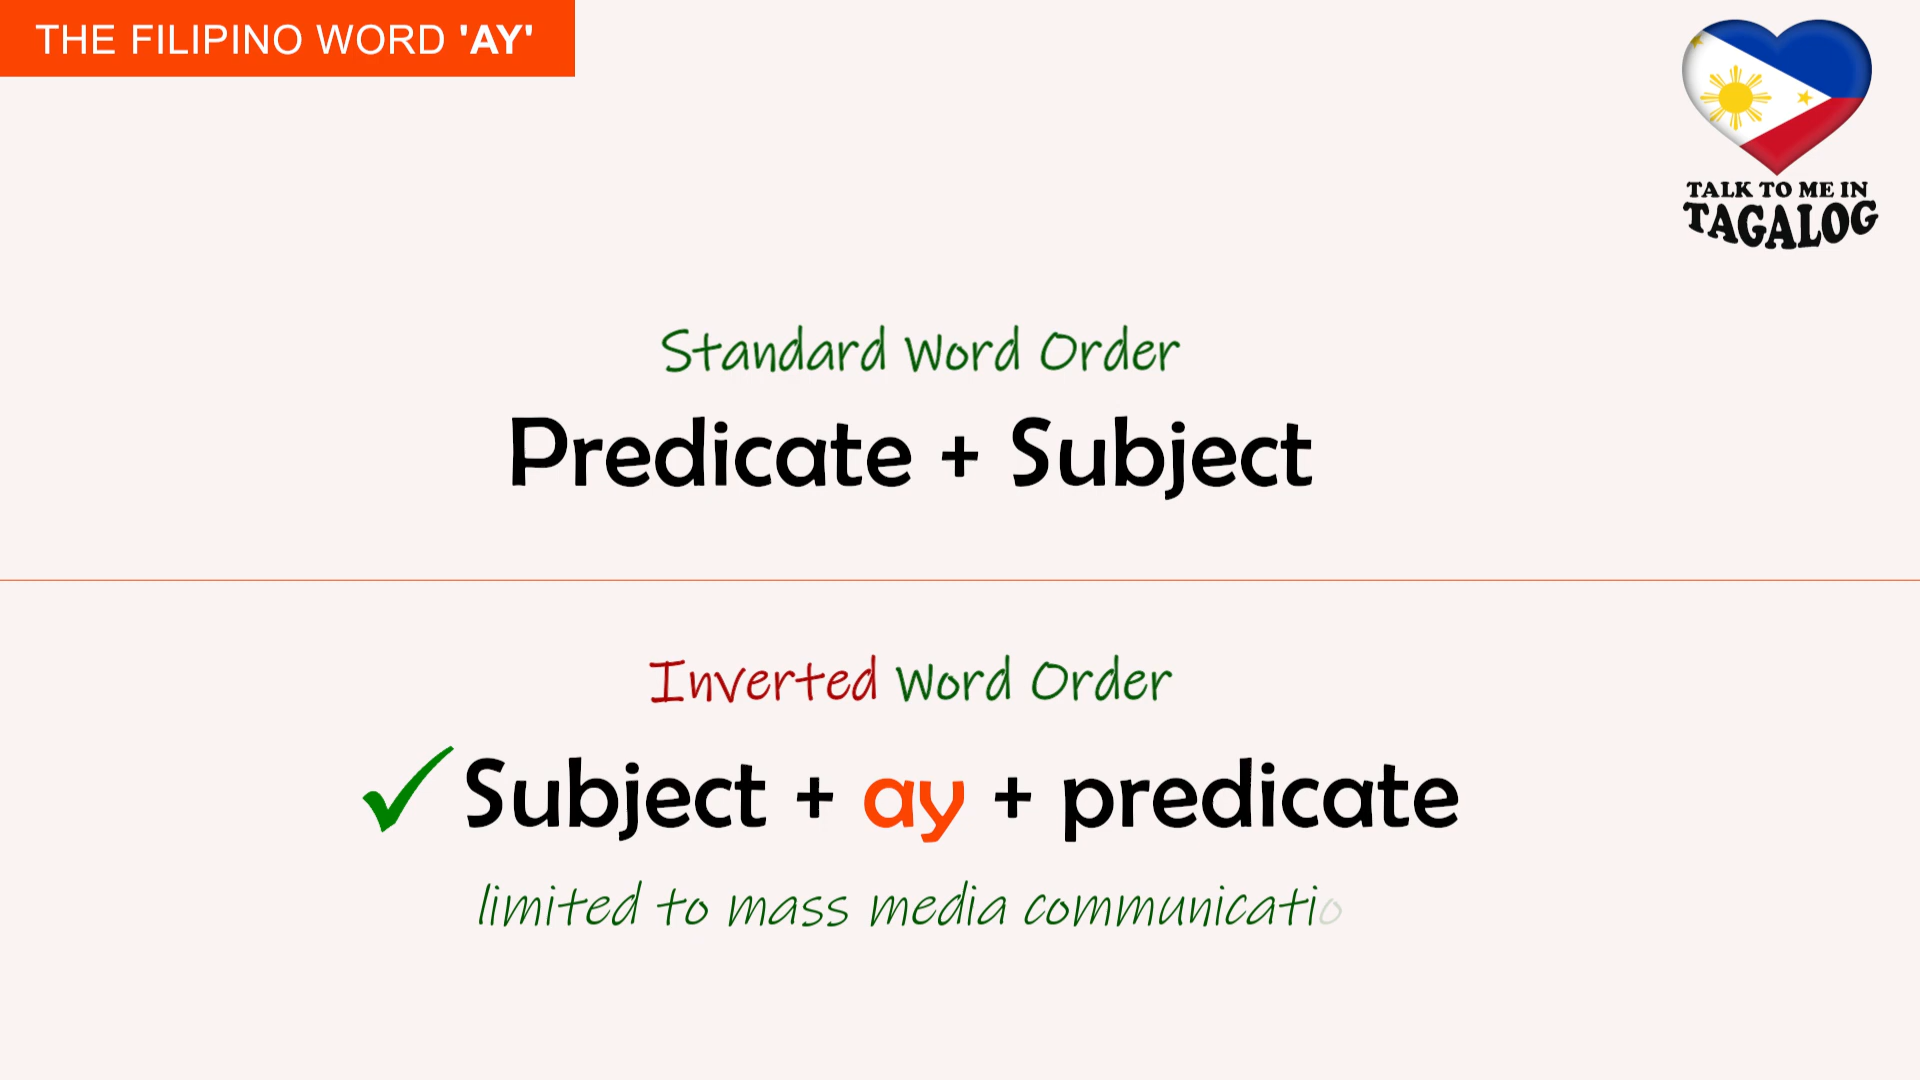 THE FILIPINO WORD 'AY'
TALK TO ME IN
TAGALOG
Standard Word Order
Predicate + Subject
Inverted Word Order
Subject + ay + predicate
limited to mass media communicatio